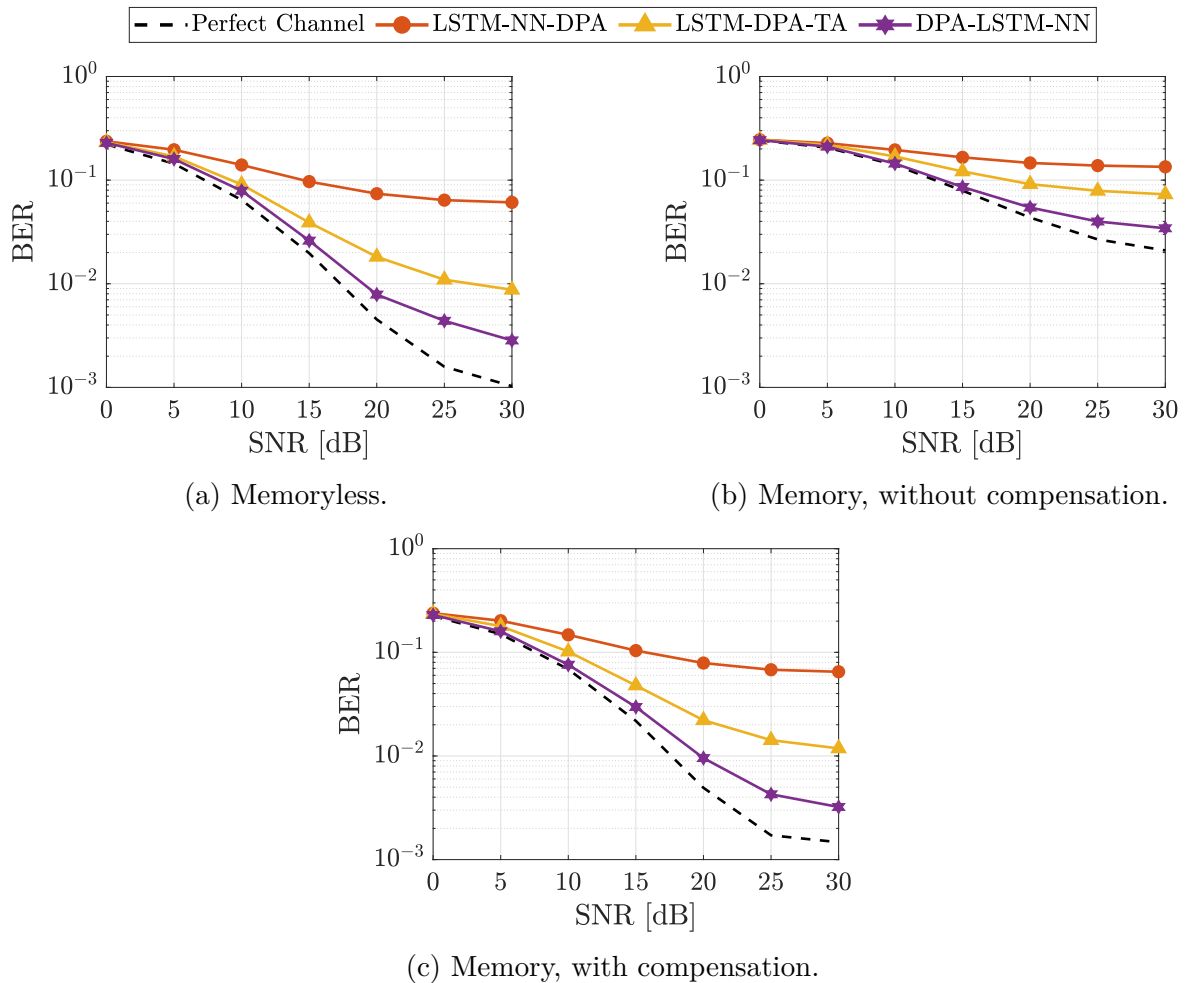 Perfect Channel LSTM-NN-DPA LSTM-DPA-TA DPA-LSTM-NN
10^0
10^-1
10^-2
10^-3
BER
0 5 10 15 20 25 30
SNR [dB]
(a) Memoryless.
10^0
10^-1
10^-2
10^-3
BER
0 5 10 15 20 25 30
SNR [dB]
(b) Memory, without compensation.
10^0
10^-1
10^-2
10^-3
BER
0 5 10 15 20 25 30
SNR [dB]
(c) Memory, with compensation.